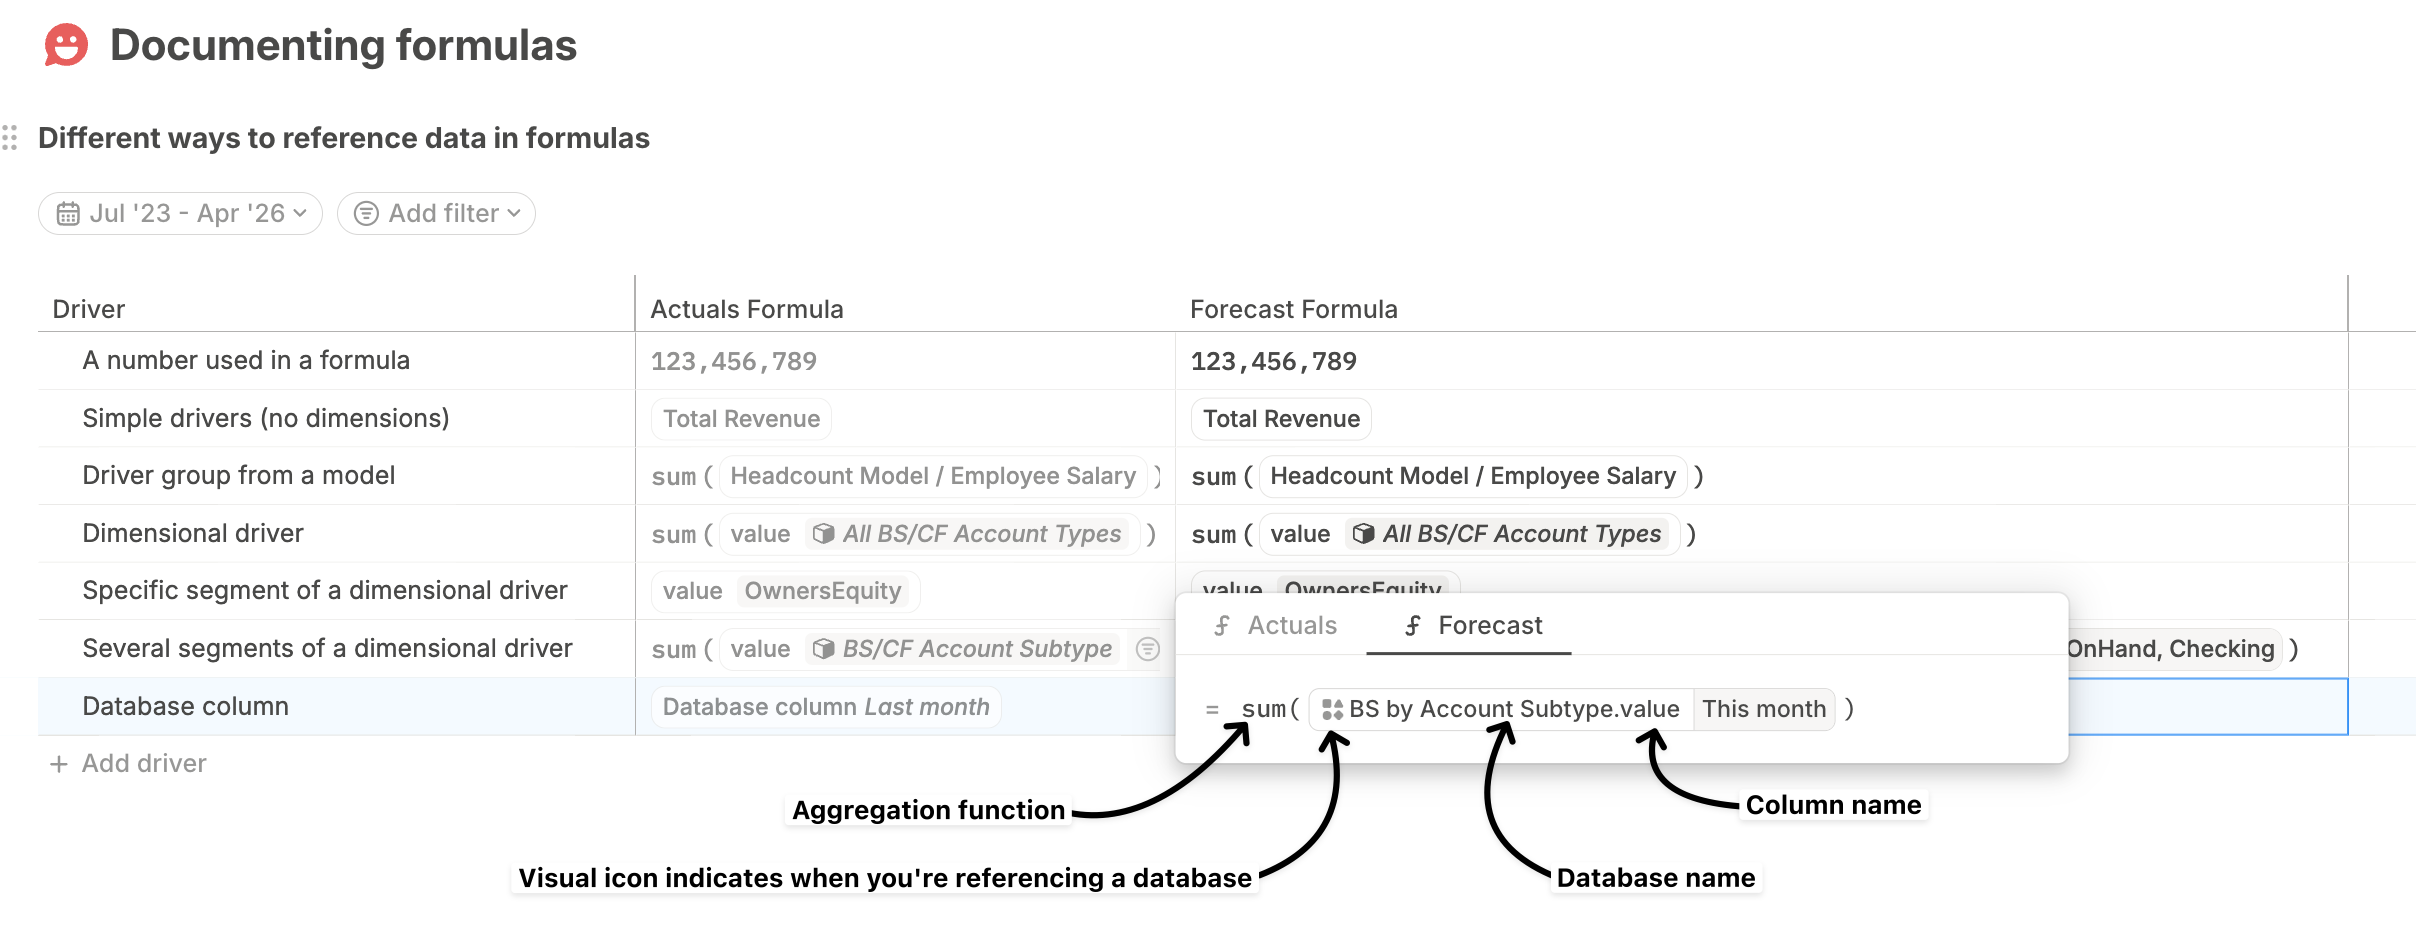 Documenting formulas
Different ways to reference data in formulas
Jul '23 - Apr '26 Add filter
Driver Actuals Formula Forecast Formula
A number used in a formula 123,456,789 123,456,789
Simple drivers (no dimensions) Total Revenue Total Revenue
Driver group from a model sum ( Headcount Model / Employee Salary ) sum ( Headcount Model / Employee Salary )
Dimensional driver sum ( value All BS/CF Account Types ) sum ( value All BS/CF Account Types )
Specific segment of a dimensional driver value OwnersEquity value OwnersEquity
ƒ Actuals ƒ Forecast
Several segments of a dimensional driver sum ( value BS/CF Account Subtype OnHand, Checking )
Database column Database column Last month = sum( BS by Account Subtype.value This month )
+ Add driver
Aggregation function Column name
Visual icon indicates when you're referencing a database Database name